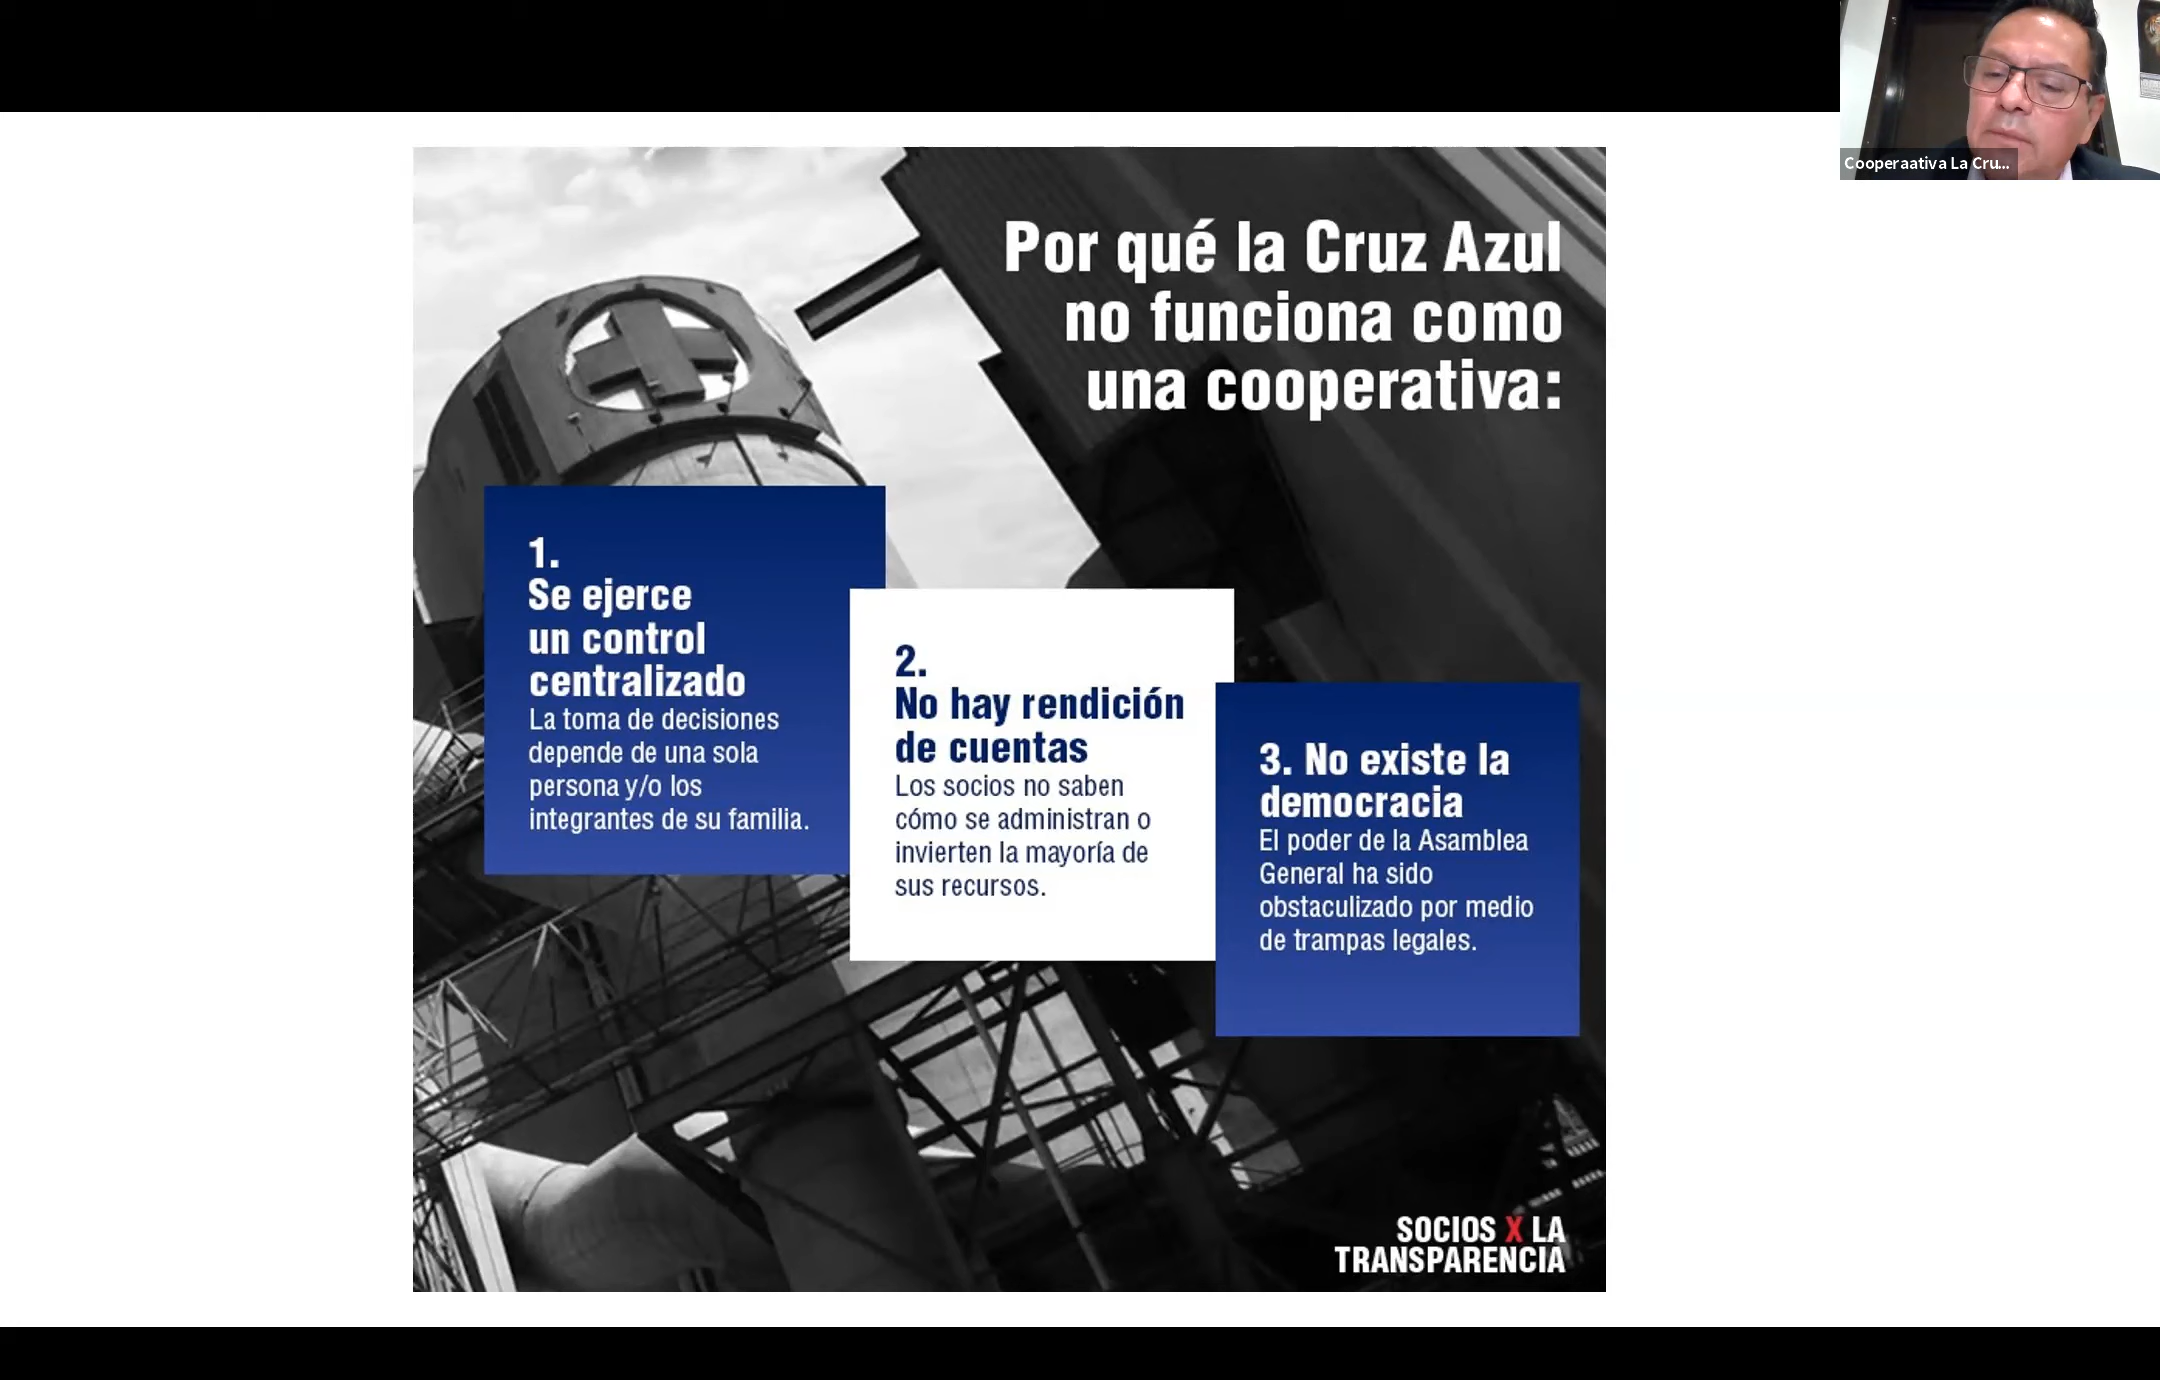 Cooperaativa La Cru...
Por qué la Cruz Azul
no funciona como
una cooperativa:
1.
Se ejerce
un control
centralizado
La toma de decisiones
depende de una sola
persona y/o los
integrantes de su familia.
2.
No hay rendición
de cuentas
Los socios no saben
cómo se administran o
invierten la mayoría de
sus recursos.
3. No existe la
democracia
El poder de la Asamblea
General ha sido
obstaculizado por medio
de trampas legales.
SOCIOS X LA
TRANSPARENCIA